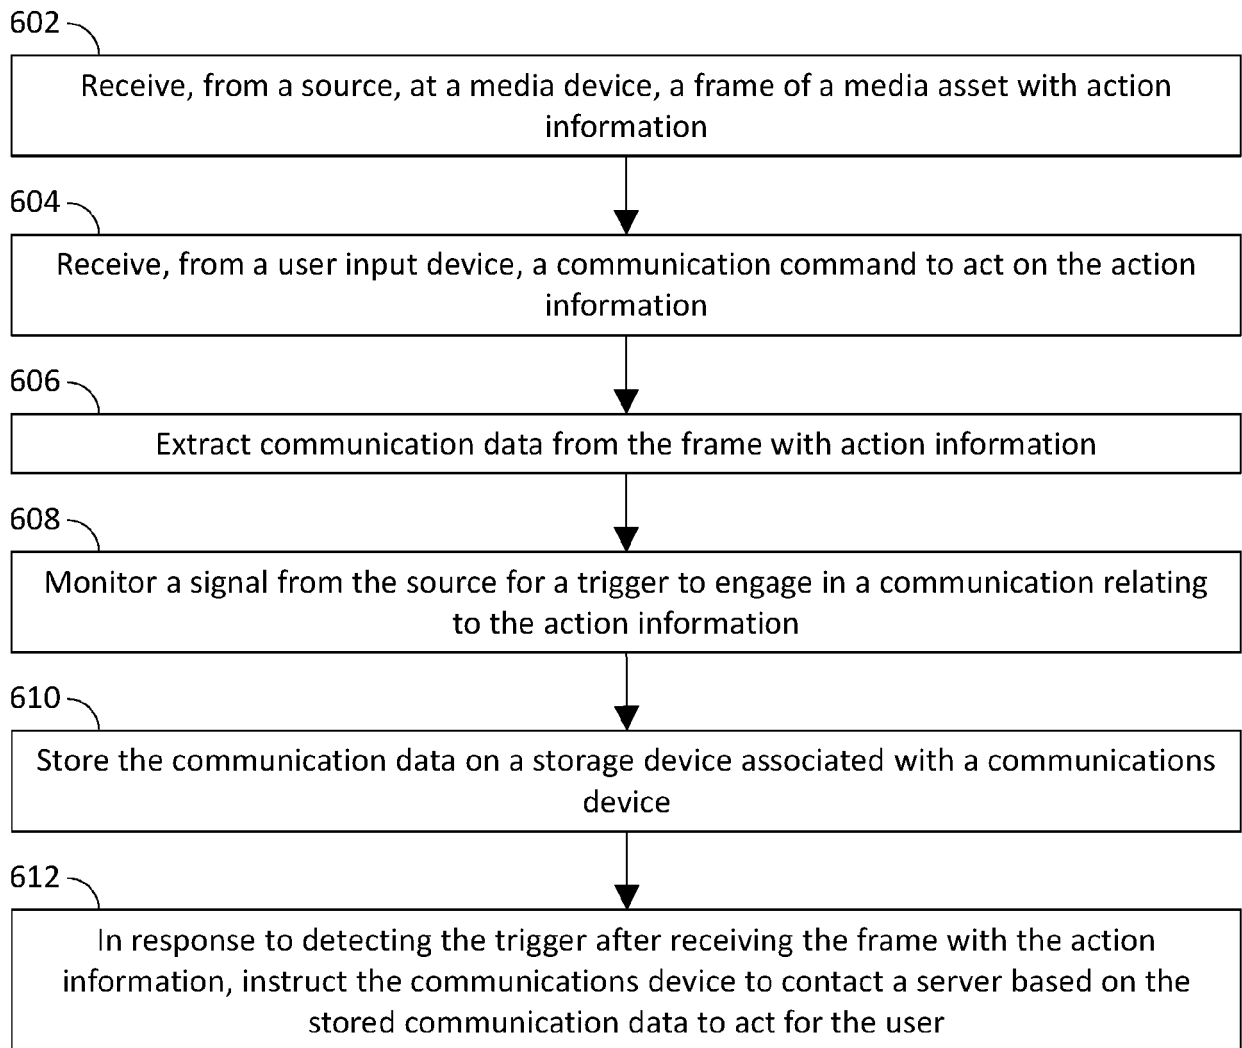 602
Receive, from a source, at a media device, a frame of a media asset with action
information
604
Receive, from a user input device, a communication command to act on the action
information
606
Extract communication data from the frame with action information
608
Monitor a signal from the source for a trigger to engage in a communication relating
to the action information
610
Store the communication data on a storage device associated with a communications
device
612
In response to detecting the trigger after receiving the frame with the action
information, instruct the communications device to contact a server based on the
stored communication data to act for the user